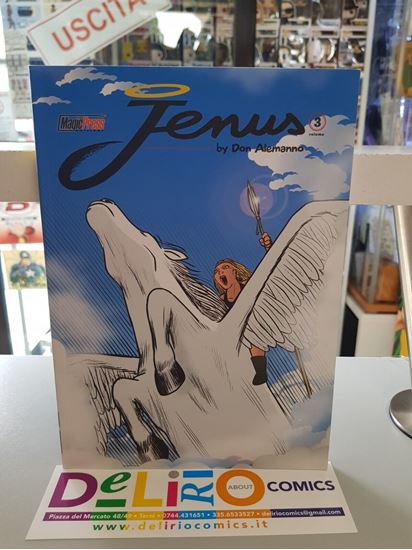 USCITA
MagicPress
Jenus
3
volume
by Don Alemanno
DeLiRiO ABOUT COMICS
Piazza del Mercato 48/49 • Terni • 0744.431651 • 335.6533527 • deliriocomics@gmail.com
www.deliriocomics.it